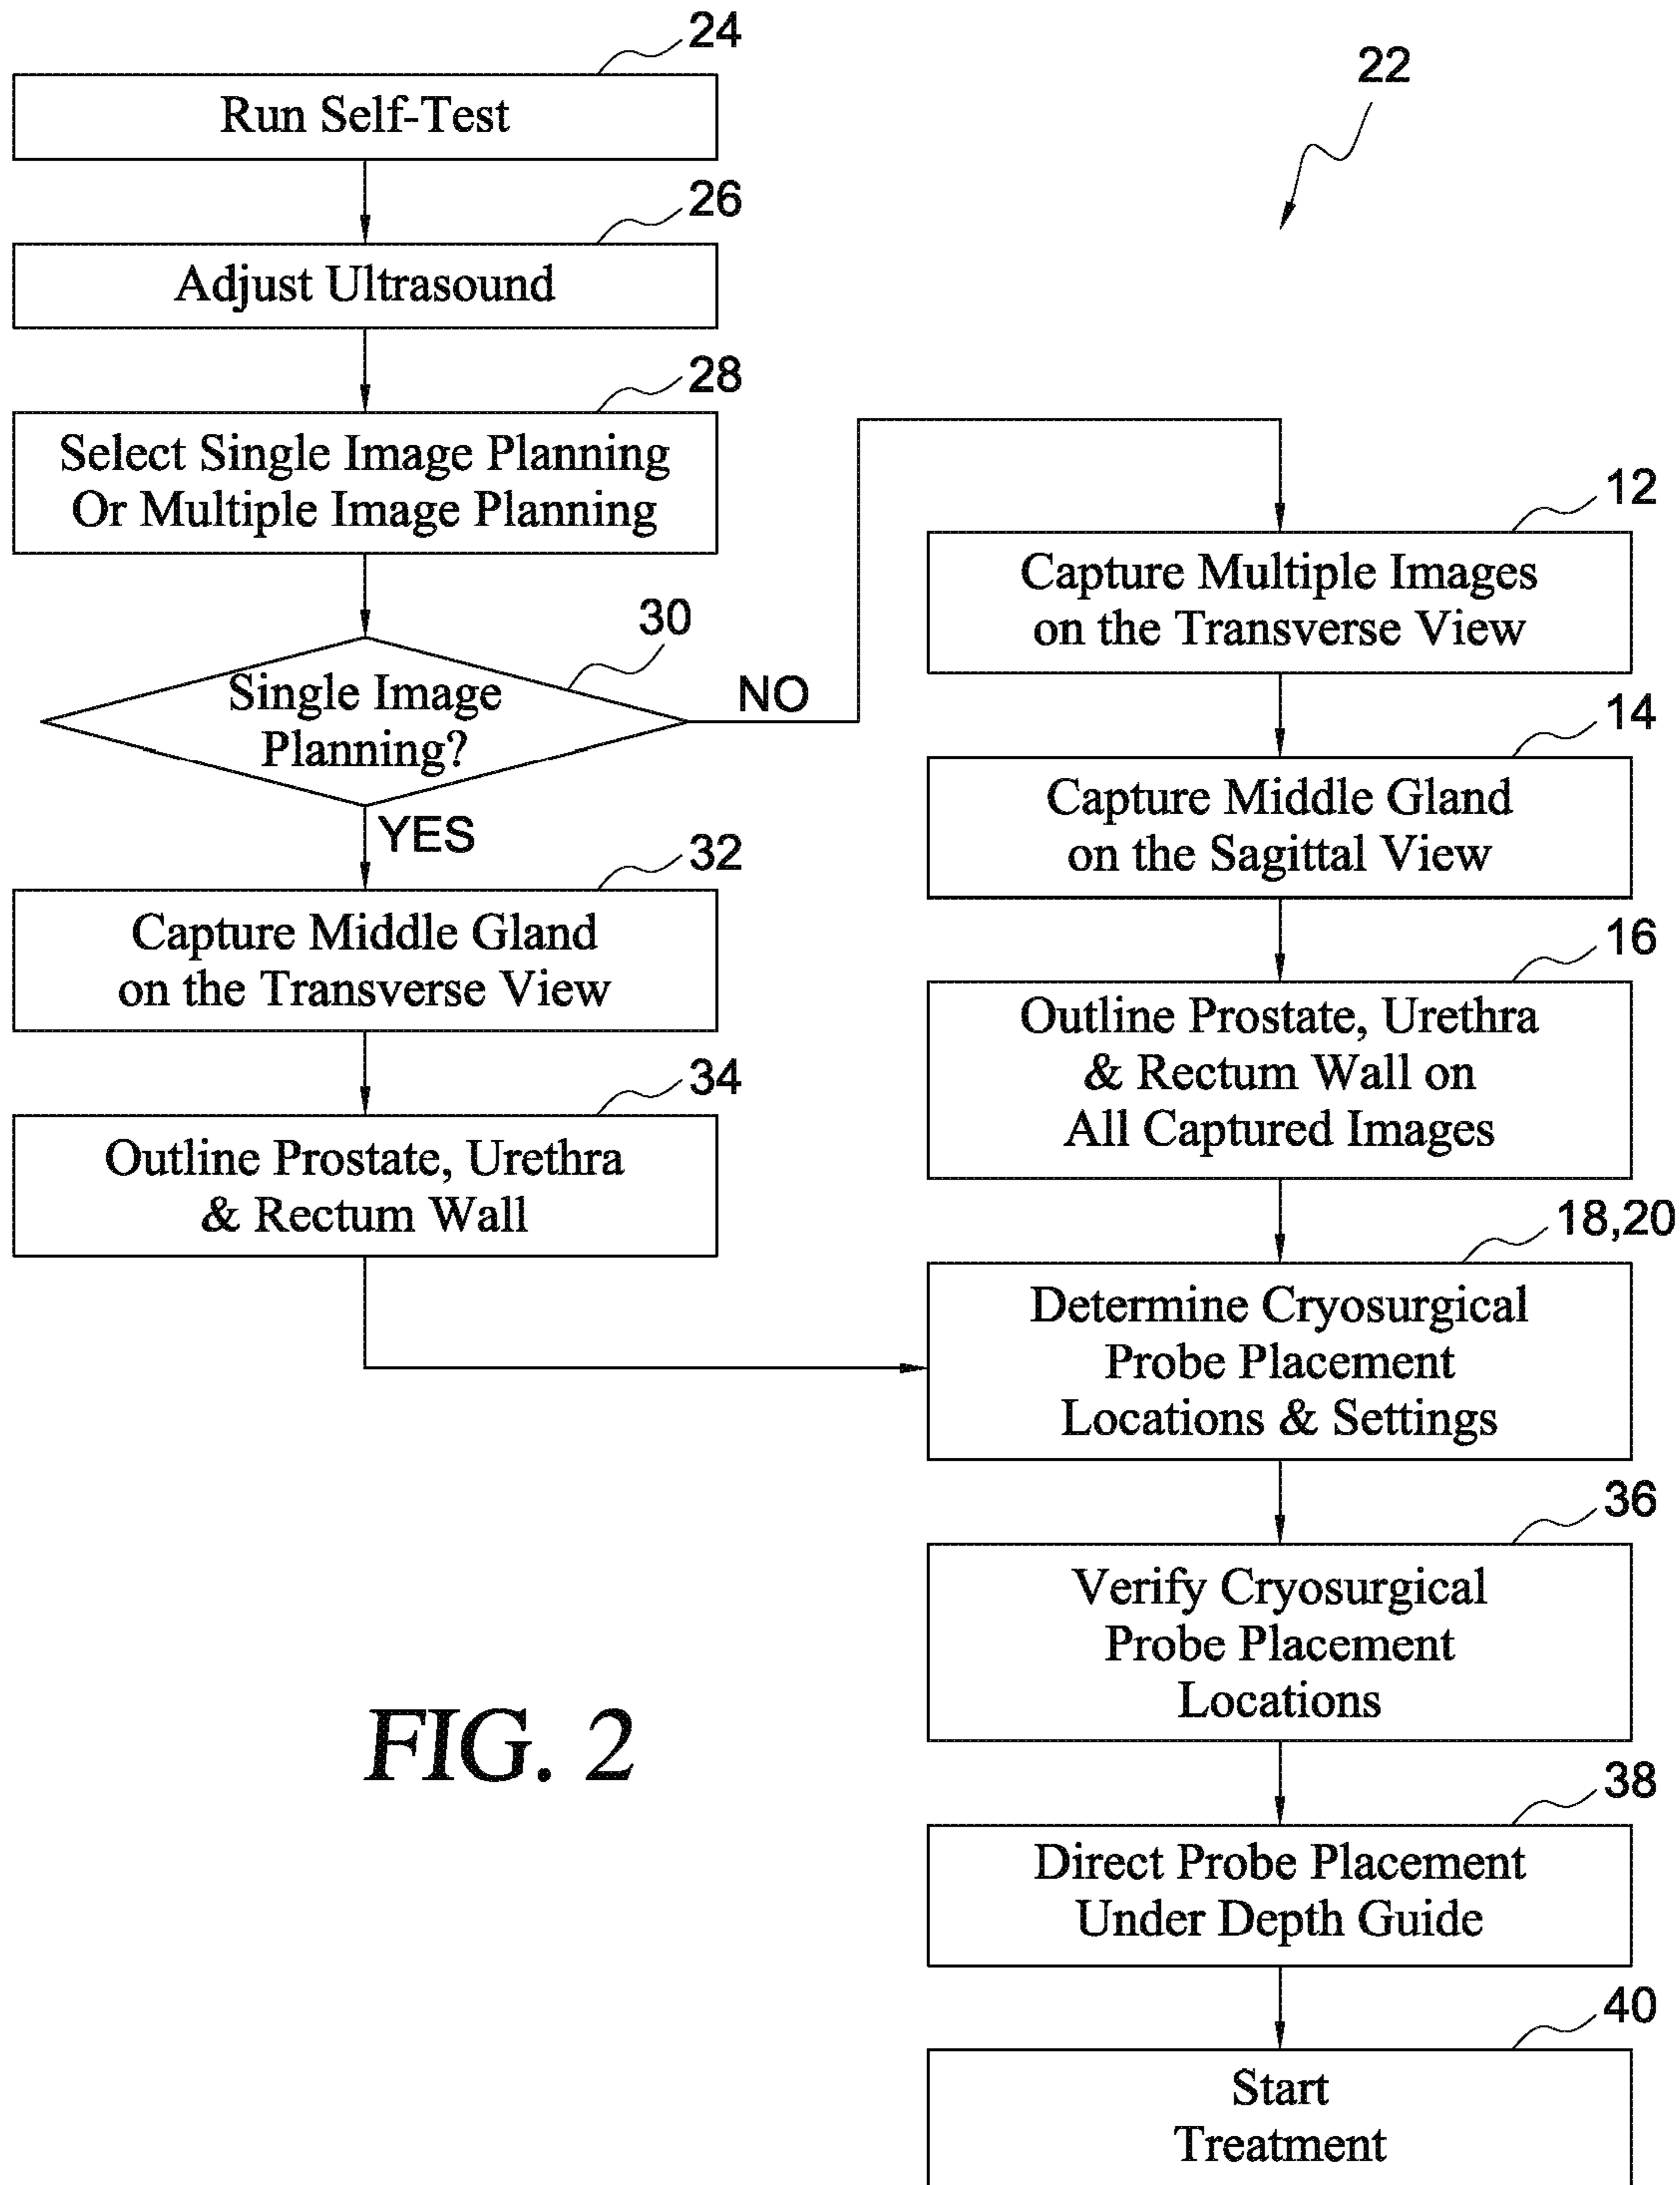 24
Run Self-Test
26
Adjust Ultrasound
28
Select Single Image Planning
Or Multiple Image Planning
30
Single Image
Planning?
NO
YES
32
Capture Middle Gland
on the Transverse View
34
Outline Prostate, Urethra
& Rectum Wall
22
12
Capture Multiple Images
on the Transverse View
14
Capture Middle Gland
on the Sagittal View
16
Outline Prostate, Urethra
& Rectum Wall on
All Captured Images
18,20
Determine Cryosurgical
Probe Placement
Locations & Settings
36
Verify Cryosurgical
Probe Placement
Locations
38
Direct Probe Placement
Under Depth Guide
40
Start
Treatment
FIG. 2